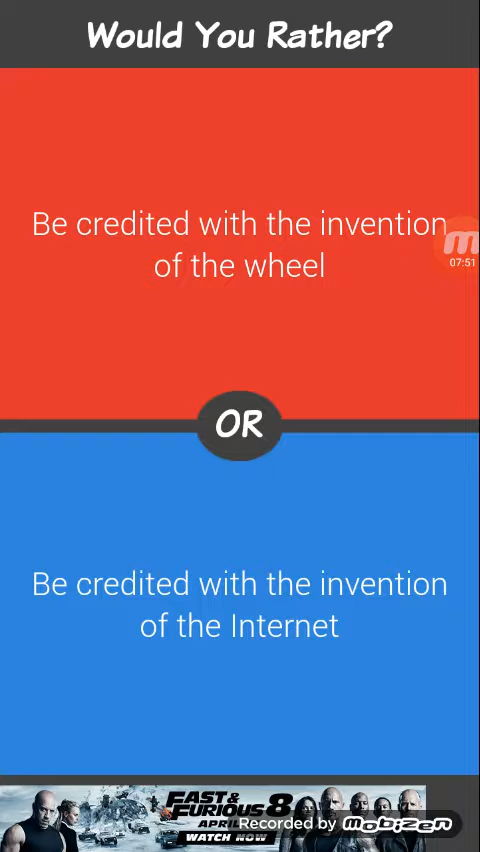 Would You Rather?
Be credited with the invention
of the wheel
07:51
OR
Be credited with the invention
of the Internet
FAST &
FURIOUS 8
APRIL
WATCH NOW
Recorded by mobizen